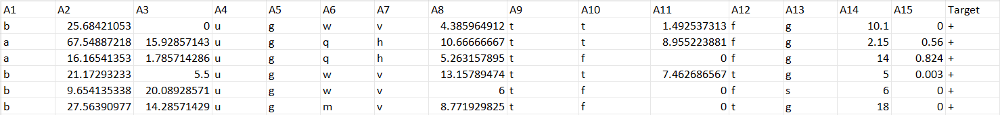 A1 A2 A3 A4 A5 A6 A7 A8 A9 A10 A11 A12 A13 A14 A15 Target
b 25.68421053 0 u g w v 4.385964912 t t 1.492537313 f g 10.1 0 +
a 67.54887218 15.92857143 u g q h 10.66666667 t t 8.955223881 f g 2.15 0.56 +
a 16.16541353 1.785714286 u g q h 5.263157895 t f 0 f g 14 0.824 +
b 21.17293233 5.5 u g w v 13.15789474 t t 7.462686567 t g 5 0.003 +
b 9.654135338 20.08928571 u g w v 6 t f 0 f s 6 0 +
b 27.56390977 14.28571429 u g m v 8.771929825 t f 0 t g 18 0 +